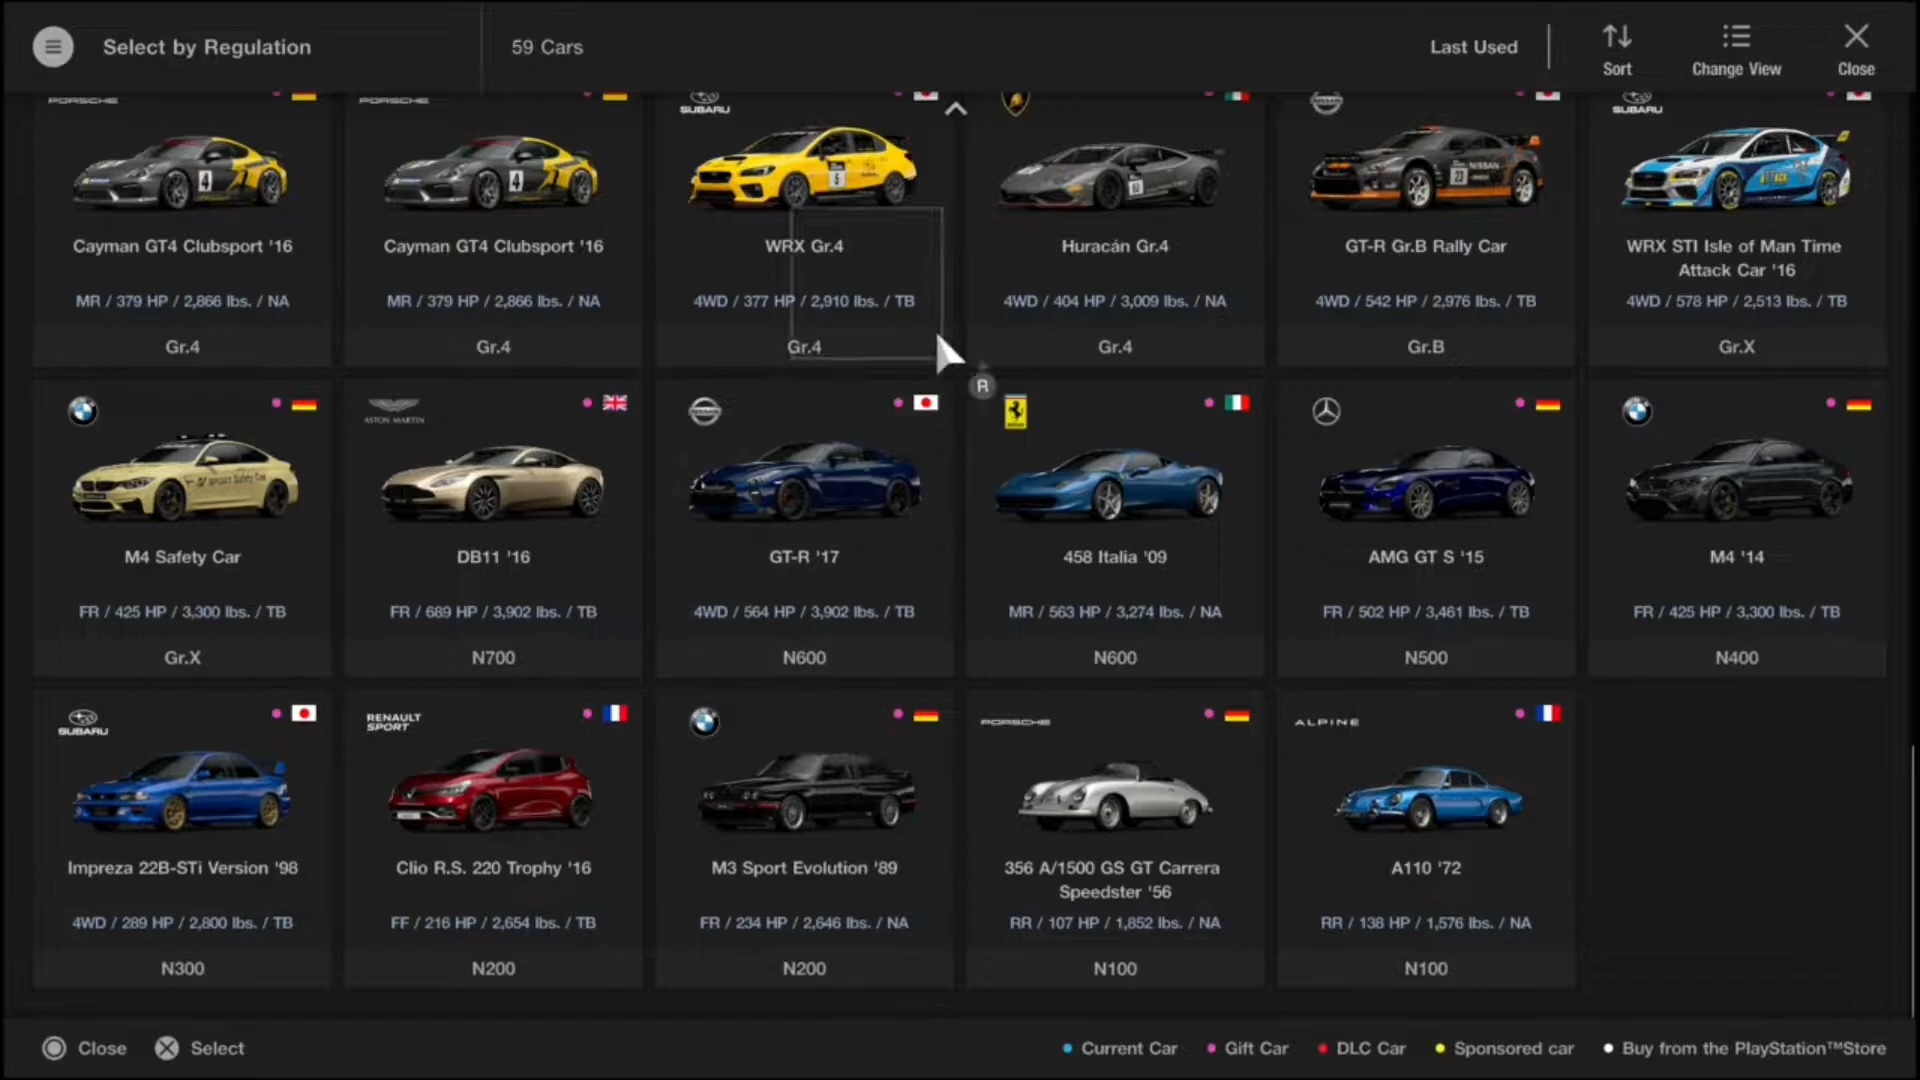 Select by Regulation
59 Cars
Last Used
Sort
Change View
Close
PORSCHE
PORSCHE
SUBARU
SUBARU
Cayman GT4 Clubsport '16
MR / 379 HP / 2,866 lbs. / NA
Gr.4
Cayman GT4 Clubsport '16
MR / 379 HP / 2,866 lbs. / NA
Gr.4
WRX Gr.4
4WD / 377 HP / 2,910 lbs. / TB
Gr.4
Huracán Gr.4
4WD / 404 HP / 3,009 lbs. / NA
Gr.4
GT-R Gr.B Rally Car
4WD / 542 HP / 2,976 lbs. / TB
Gr.B
WRX STI Isle of Man Time
Attack Car '16
4WD / 578 HP / 2,513 lbs. / TB
Gr.X
R
M4 Safety Car
FR / 425 HP / 3,300 lbs. / TB
Gr.X
ASTON MARTIN
DB11 '16
FR / 689 HP / 3,902 lbs. / TB
N700
GT-R '17
4WD / 564 HP / 3,902 lbs. / TB
N600
458 Italia '09
MR / 563 HP / 3,274 lbs. / NA
N600
AMG GT S '15
FR / 502 HP / 3,461 lbs. / TB
N500
M4 '14
FR / 425 HP / 3,300 lbs. / TB
N400
SUBARU
Impreza 22B-STi Version '98
4WD / 289 HP / 2,800 lbs. / TB
N300
RENAULT
SPORT
Clio R.S. 220 Trophy '16
FF / 216 HP / 2,654 lbs. / TB
N200
M3 Sport Evolution '89
FR / 234 HP / 2,646 lbs. / NA
N200
PORSCHE
356 A/1500 GS GT Carrera
Speedster '56
RR / 107 HP / 1,852 lbs. / NA
N100
ALPINE
A110 '72
RR / 138 HP / 1,576 lbs. / NA
N100
Close
Select
Current Car
Gift Car
DLC Car
Sponsored car
Buy from the PlayStation™Store